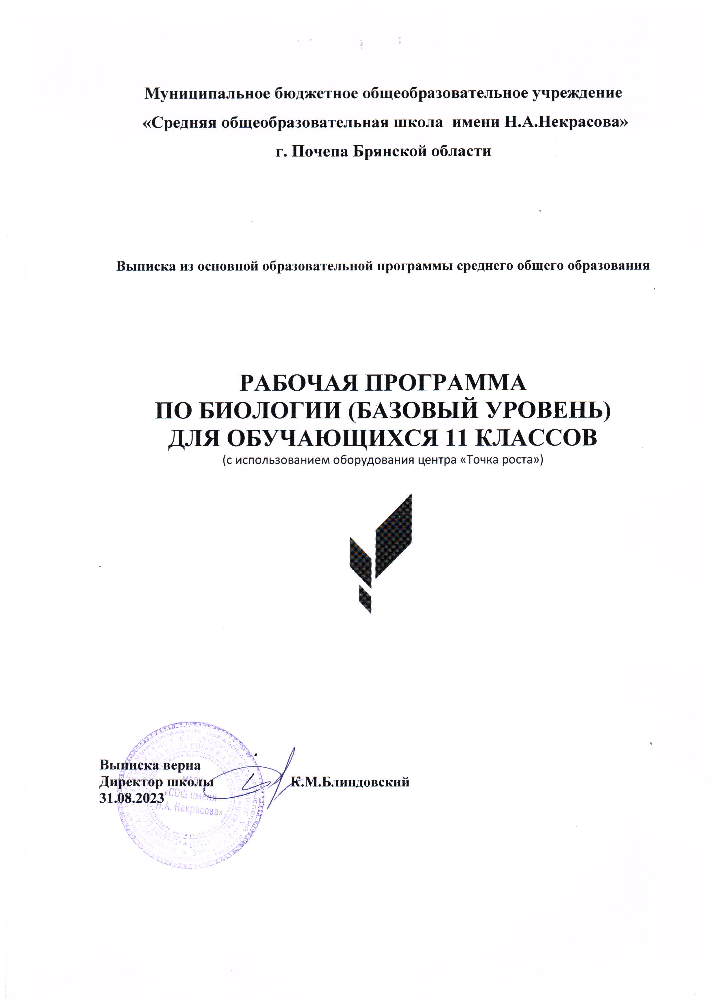 Муниципальное бюджетное общеобразовательное учреждение
«Средняя общеобразовательная школа имени Н.А.Некрасова»
г. Почепа Брянской области
Выписка из основной образовательной программы среднего общего образования
РАБОЧАЯ ПРОГРАММА
ПО БИОЛОГИИ (БАЗОВЫЙ УРОВЕНЬ)
ДЛЯ ОБУЧАЮЩИХСЯ 11 КЛАССОВ
(с использованием оборудования центра «Точка роста»)
Выписка верна
Директор школы К.М.Блиндовский
31.08.2023
«СОШ имени
Н.А. Некрасова»